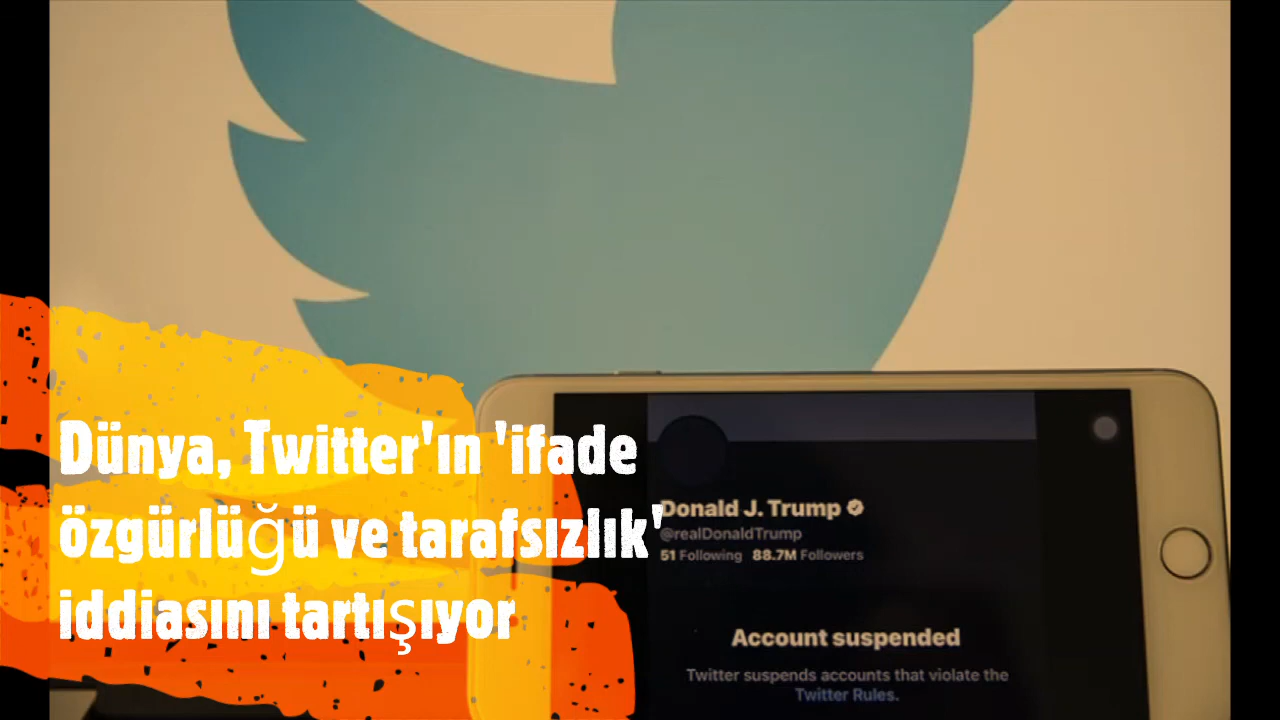 Dünya, Twitter'ın 'ifade
özgürlüğü ve tarafsızlık'
iddiasını tartışıyor
Donald J. Trump
@realDonaldTrump
51 Following 88.7M Followers
Account suspended
Twitter suspends accounts that violate the
Twitter Rules.